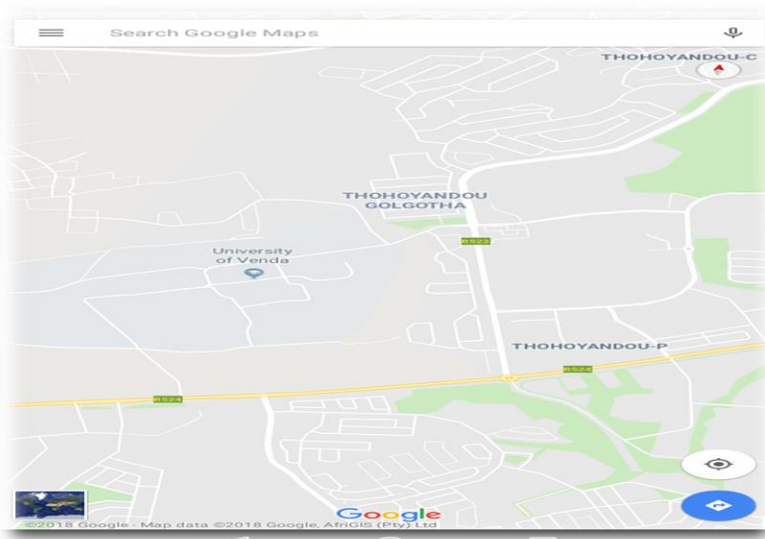 Search Google Maps
THOHOYANDOU-C
THOHOYANDOU
GOLGOTHA
R523
University
of Venda
THOHOYANDOU-P
R524
R524
Google
©2018 Google - Map data ©2018 Google, AfriGIS (Pty) Ltd